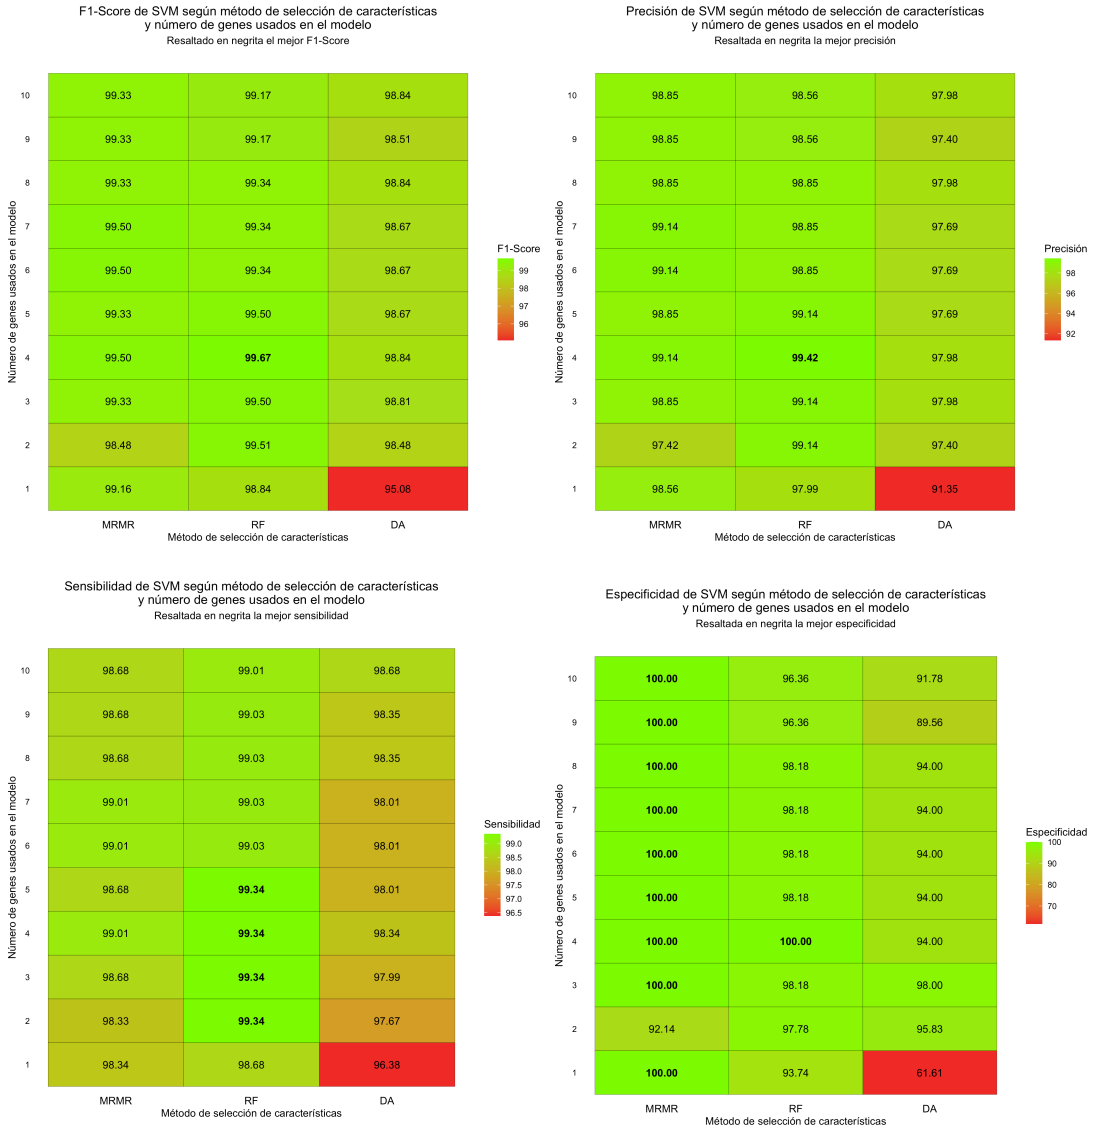 F1-Score de SVM según método de selección de características
y número de genes usados en el modelo
Resaltado en negrita el mejor F1-Score
Número de genes usados en el modelo
10 99.33 99.17 98.84
9 99.33 99.17 98.51
8 99.33 99.34 98.84
7 99.50 99.34 98.67
6 99.50 99.34 98.67
5 99.33 99.50 98.67
4 99.50 99.67 98.84
3 99.33 99.50 98.81
2 98.48 99.51 98.48
1 99.16 98.84 95.08
MRMR RF DA
Método de selección de características
F1-Score
99
98
97
96
Precisión de SVM según método de selección de características
y número de genes usados en el modelo
Resaltada en negrita la mejor precisión
Número de genes usados en el modelo
10 98.85 98.56 97.98
9 98.85 98.56 97.40
8 98.85 98.85 97.98
7 99.14 98.85 97.69
6 99.14 98.85 97.69
5 98.85 99.14 97.69
4 99.14 99.42 97.98
3 98.85 99.14 97.98
2 97.42 99.14 97.40
1 98.56 97.99 91.35
MRMR RF DA
Método de selección de características
Precisión
98
96
94
92
Sensibilidad de SVM según método de selección de características
y número de genes usados en el modelo
Resaltada en negrita la mejor sensibilidad
Número de genes usados en el modelo
10 98.68 99.01 98.68
9 98.68 99.03 98.35
8 98.68 99.03 98.35
7 99.01 99.03 98.01
6 99.01 99.03 98.01
5 98.68 99.34 98.01
4 99.01 99.34 98.34
3 98.68 99.34 97.99
2 98.33 99.34 97.67
1 98.34 98.68 96.38
MRMR RF DA
Método de selección de características
Sensibilidad
99.0
98.5
98.0
97.5
97.0
96.5
Especificidad de SVM según método de selección de características
y número de genes usados en el modelo
Resaltada en negrita la mejor especificidad
Número de genes usados en el modelo
10 100.00 96.36 91.78
9 100.00 96.36 89.56
8 100.00 98.18 94.00
7 100.00 98.18 94.00
6 100.00 98.18 94.00
5 100.00 98.18 94.00
4 100.00 100.00 94.00
3 100.00 98.18 98.00
2 92.14 97.78 95.83
1 100.00 93.74 61.61
MRMR RF DA
Método de selección de características
Especificidad
100
90
80
70